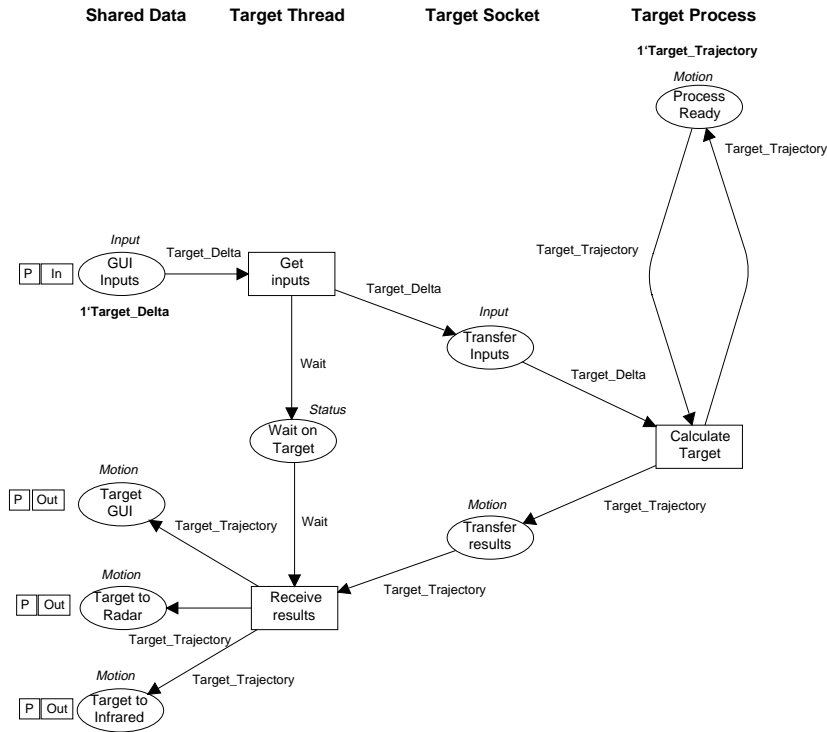 Shared Data Target Thread Target Socket Target Process
1‘Target_Trajectory
Motion
Process
Ready
Target_Trajectory
Target_Trajectory
Input
Target_Delta
P In
GUI
Inputs
Get
inputs
1‘Target_Delta
Target_Delta
Input
Transfer
Inputs
Wait
Target_Delta
Status
Wait on
Target
Calculate
Target
Motion
P Out
Target
GUI
Target_Trajectory
Wait
Motion
Transfer
results
Target_Trajectory
Motion
P Out
Target to
Radar
Receive
results
Target_Trajectory
Target_Trajectory
Motion
Target_Trajectory
P Out
Target to
Infrared